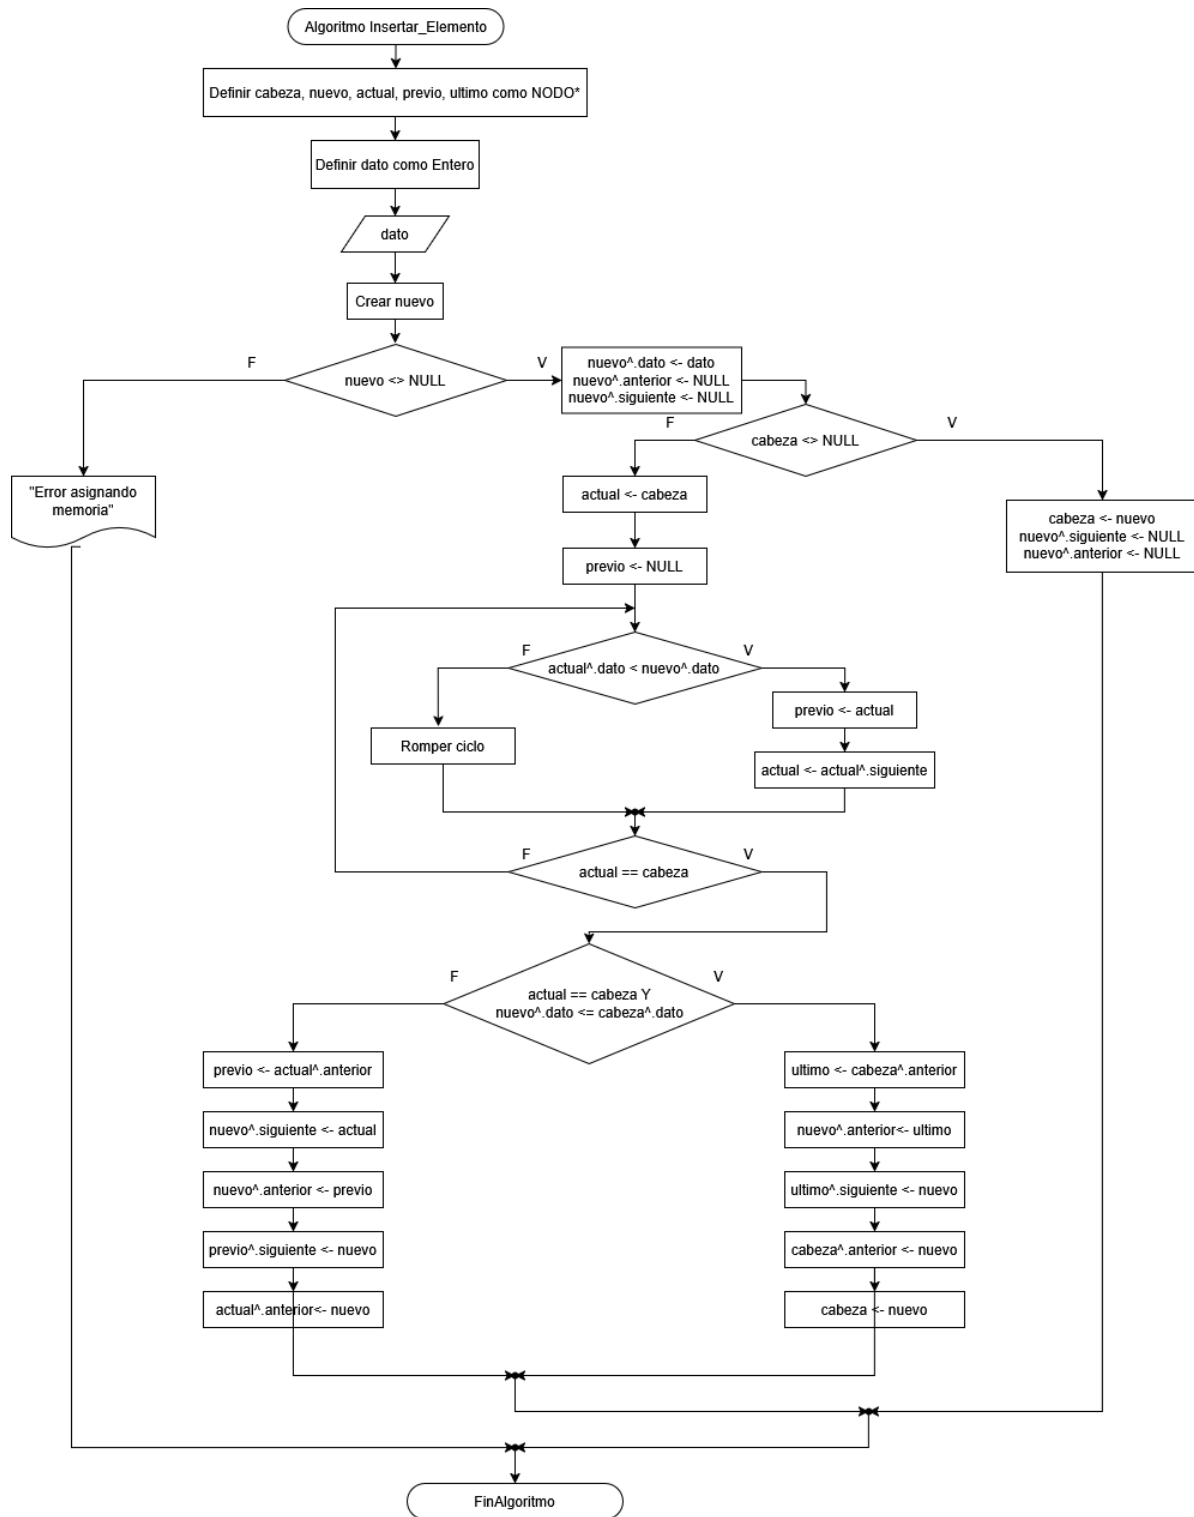 Algoritmo Insertar_Elemento
Definir cabeza, nuevo, actual, previo, ultimo como NODO*
Definir dato como Entero
dato
Crear nuevo
F
V
nuevo <> NULL
nuevo^.dato <- dato
nuevo^.anterior <- NULL
nuevo^.siguiente <- NULL
F
V
cabeza <> NULL
"Error asignando
memoria"
actual <- cabeza
cabeza <- nuevo
nuevo^.siguiente <- NULL
nuevo^.anterior <- NULL
previo <- NULL
F
V
actual^.dato < nuevo^.dato
previo <- actual
Romper ciclo
actual <- actual^.siguiente
F
V
actual == cabeza
F
V
actual == cabeza Y
nuevo^.dato <= cabeza^.dato
previo <- actual^.anterior
ultimo <- cabeza^.anterior
nuevo^.siguiente <- actual
nuevo^.anterior<- ultimo
nuevo^.anterior <- previo
ultimo^.siguiente <- nuevo
previo^.siguiente <- nuevo
cabeza^.anterior <- nuevo
actual^.anterior<- nuevo
cabeza <- nuevo
FinAlgoritmo